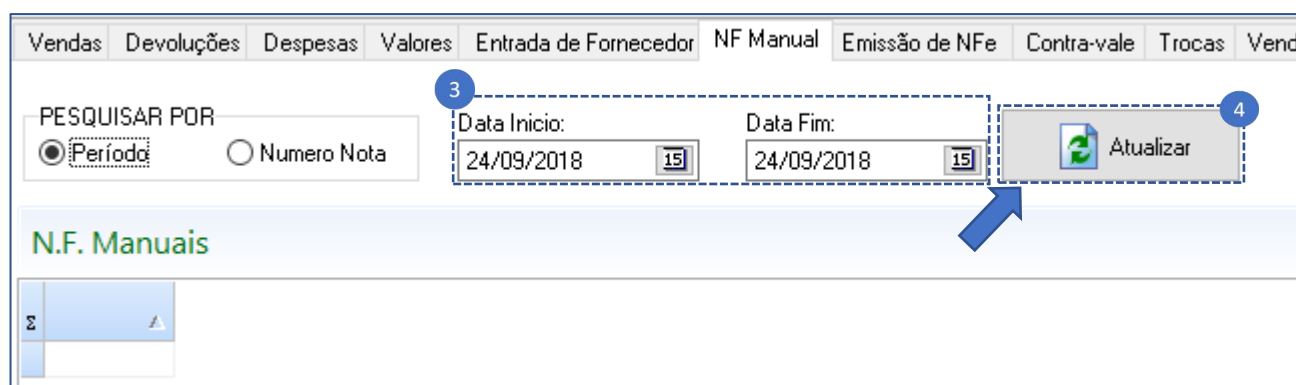 Vendas Devoluções Despesas Valores Entrada de Fornecedor NF Manual Emissão de NFe Contra-vale Trocas Vend
3
4
PESQUISAR POR
Período Numero Nota
Data Inicio: Data Fim:
24/09/2018 15 24/09/2018 15
Atualizar
N.F. Manuais
Σ